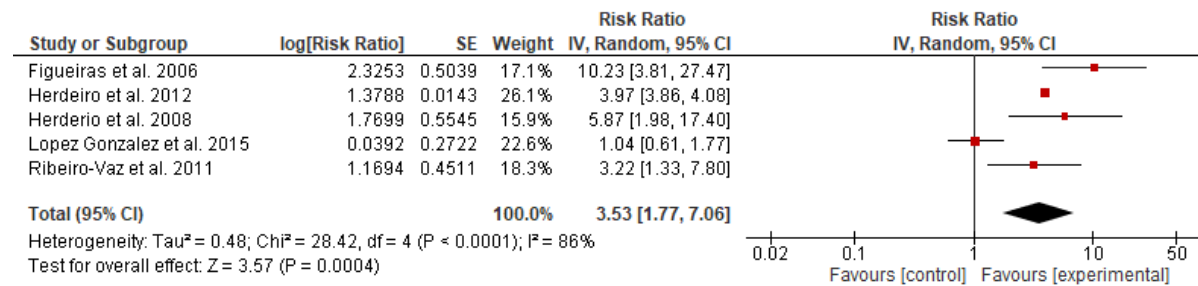 Risk Ratio Risk Ratio
Study or Subgroup log[Risk Ratio] SE Weight IV, Random, 95% CI IV, Random, 95% CI
Figueiras et al. 2006 2.3253 0.5039 17.1% 10.23 [3.81, 27.47]
Herdeiro et al. 2012 1.3788 0.0143 26.1% 3.97 [3.86, 4.08]
Herderio et al. 2008 1.7699 0.5545 15.9% 5.87 [1.98, 17.40]
Lopez Gonzalez et al. 2015 0.0392 0.2722 22.6% 1.04 [0.61, 1.77]
Ribeiro-Vaz et al. 2011 1.1694 0.4511 18.3% 3.22 [1.33, 7.80]
Total (95% CI) 100.0% 3.53 [1.77, 7.06]
Heterogeneity: Tau² = 0.48; Chi² = 28.42, df = 4 (P < 0.0001); I² = 86%
Test for overall effect: Z = 3.57 (P = 0.0004)
0.02 0.1 1 10 50
Favours [control] Favours [experimental]